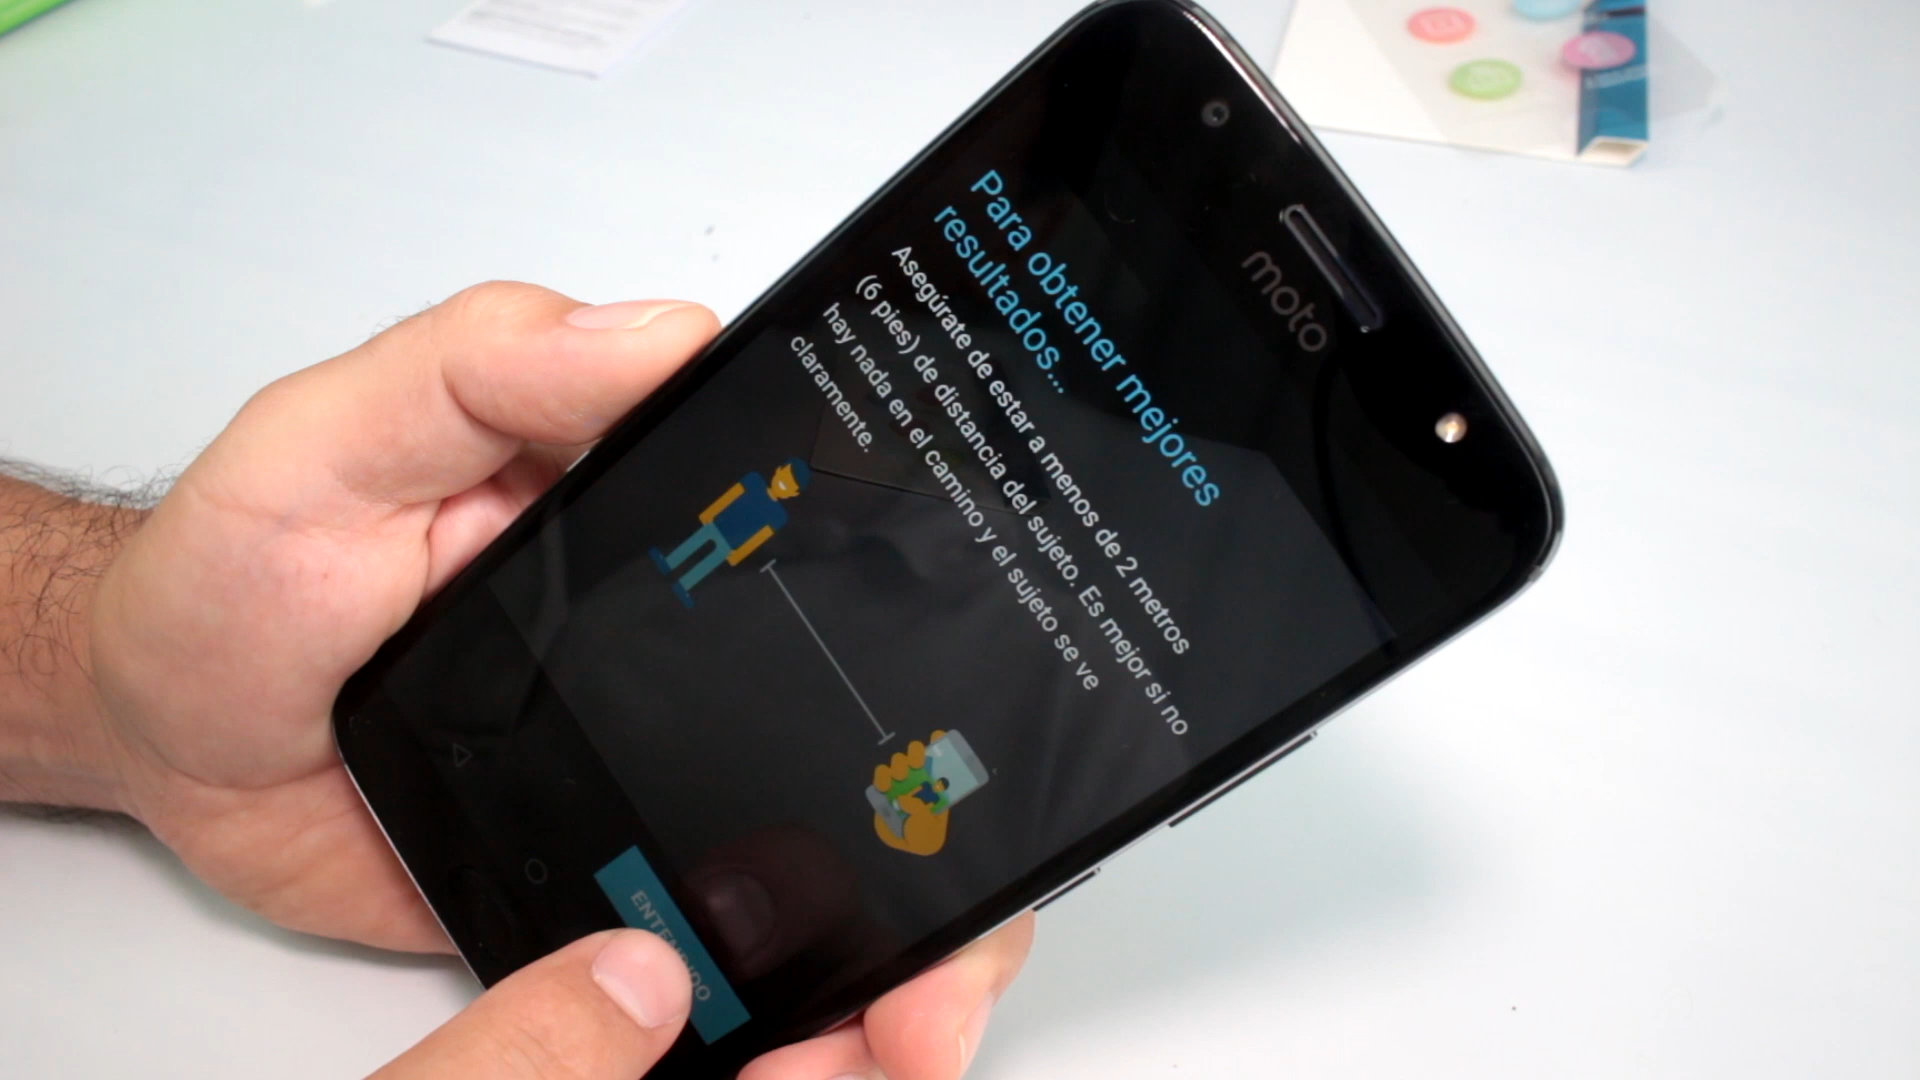 moto
Para obtener mejores
resultados...
Asegúrate de estar a menos de 2 metros
(6 pies) de distancia del sujeto. Es mejor si no
hay nada en el camino y el sujeto se ve
claramente.
ENTENDIDO